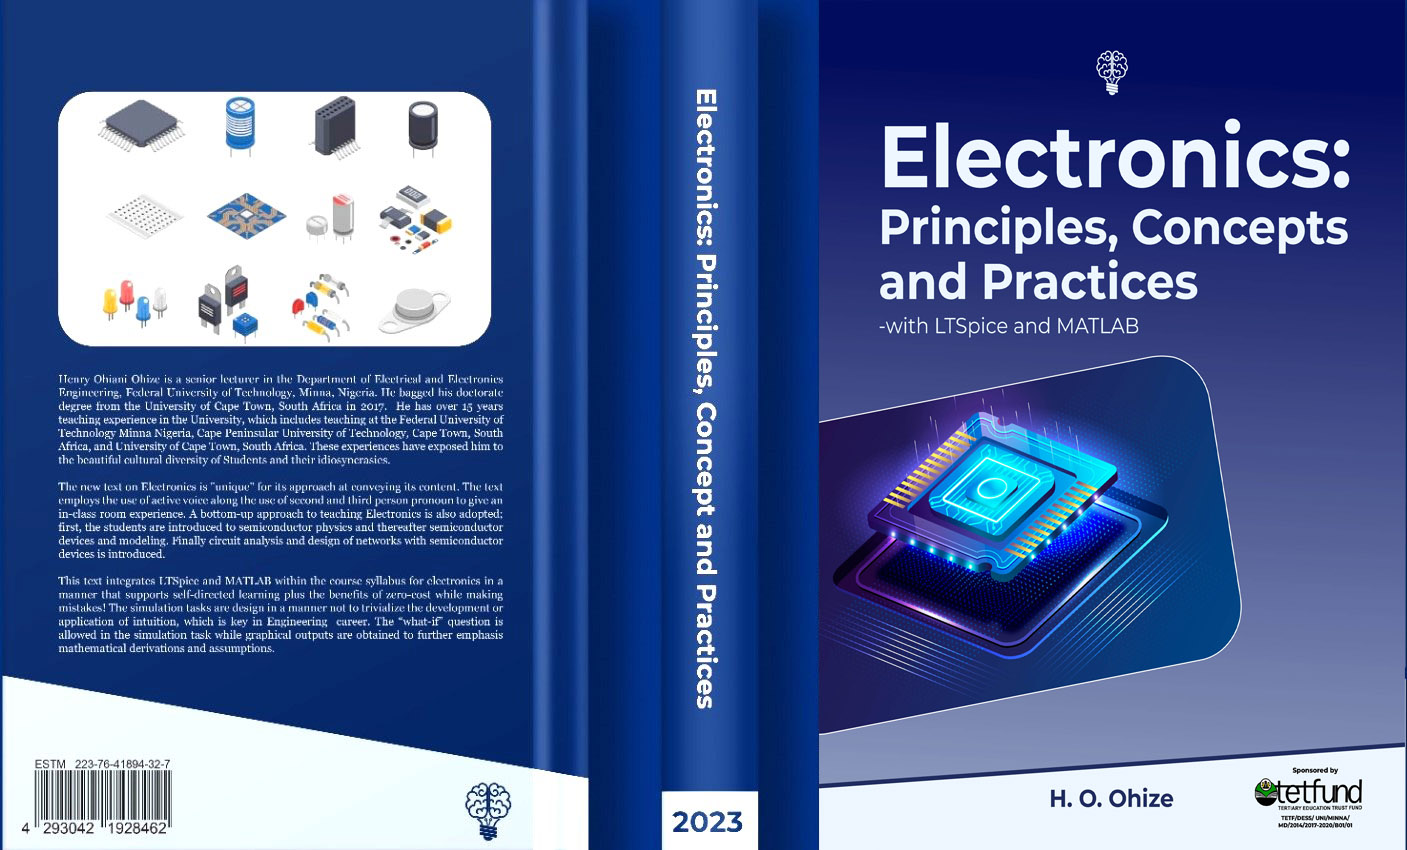 Henry Ohiani Ohize is a senior lecturer in the Department of Electrical and Electronics
Engineering, Federal University of Technology, Minna, Nigeria. He bagged his doctorate
degree from the University of Cape Town, South Africa in 2017. He has over 15 years
teaching experience in the University, which includes teaching at the Federal University of
Technology Minna Nigeria, Cape Peninsular University of Technology, Cape Town, South
Africa, and University of Cape Town, South Africa. These experiences have exposed him to
the beautiful cultural diversity of Students and their idiosyncrasies.
The new text on Electronics is "unique" for its approach at conveying its content. The text
employs the use of active voice along the use of second and third person pronoun to give an
in-class room experience. A bottom-up approach to teaching Electronics is also adopted;
first, the students are introduced to semiconductor physics and thereafter semiconductor
devices and modeling. Finally circuit analysis and design of networks with semiconductor
devices is introduced.
This text integrates LTSpice and MATLAB within the course syllabus for electronics in a
manner that supports self-directed learning plus the benefits of zero-cost while making
mistakes! The simulation tasks are design in a manner not to trivialize the development or
application of intuition, which is key in Engineering career. The "what-if" question is
allowed in the simulation task while graphical outputs are obtained to further emphasis
mathematical derivations and assumptions.
ESTM 223-76-41894-32-7
4 293042 1928462
Electronics: Principles, Concept and Practices
2023
Electronics:
Principles, Concepts
and Practices
-with LTSpice and MATLAB
H. O. Ohize
Sponsored by
tetfund
TERTIARY EDUCATION TRUST FUND
TETF/DESS/ UNI/MINNA/
MD/2014/2017-2020/B01/01